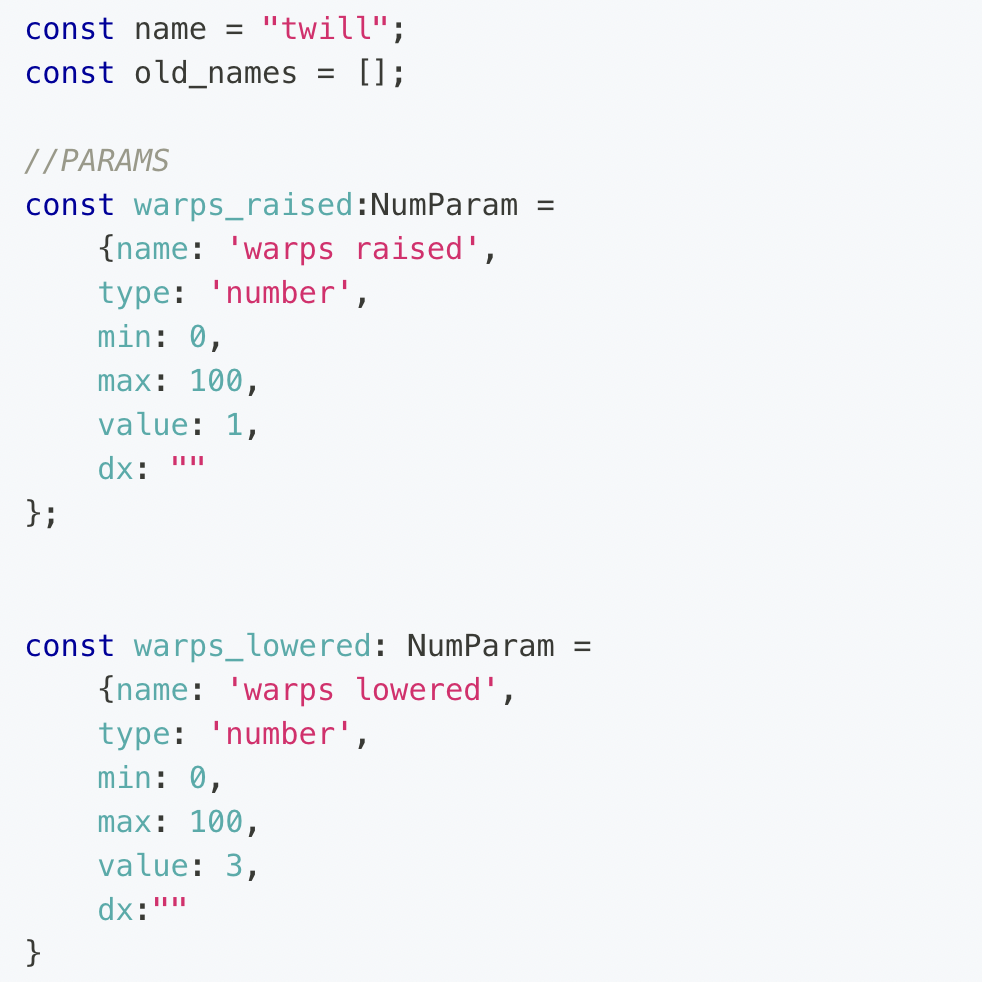 const name = "twill";
const old_names = [];

//PARAMS
const warps_raised:NumParam =
    {name: 'warps raised',
    type: 'number',
    min: 0,
    max: 100,
    value: 1,
    dx: ""
};


const warps_lowered: NumParam =
    {name: 'warps lowered',
    type: 'number',
    min: 0,
    max: 100,
    value: 3,
    dx:""
}